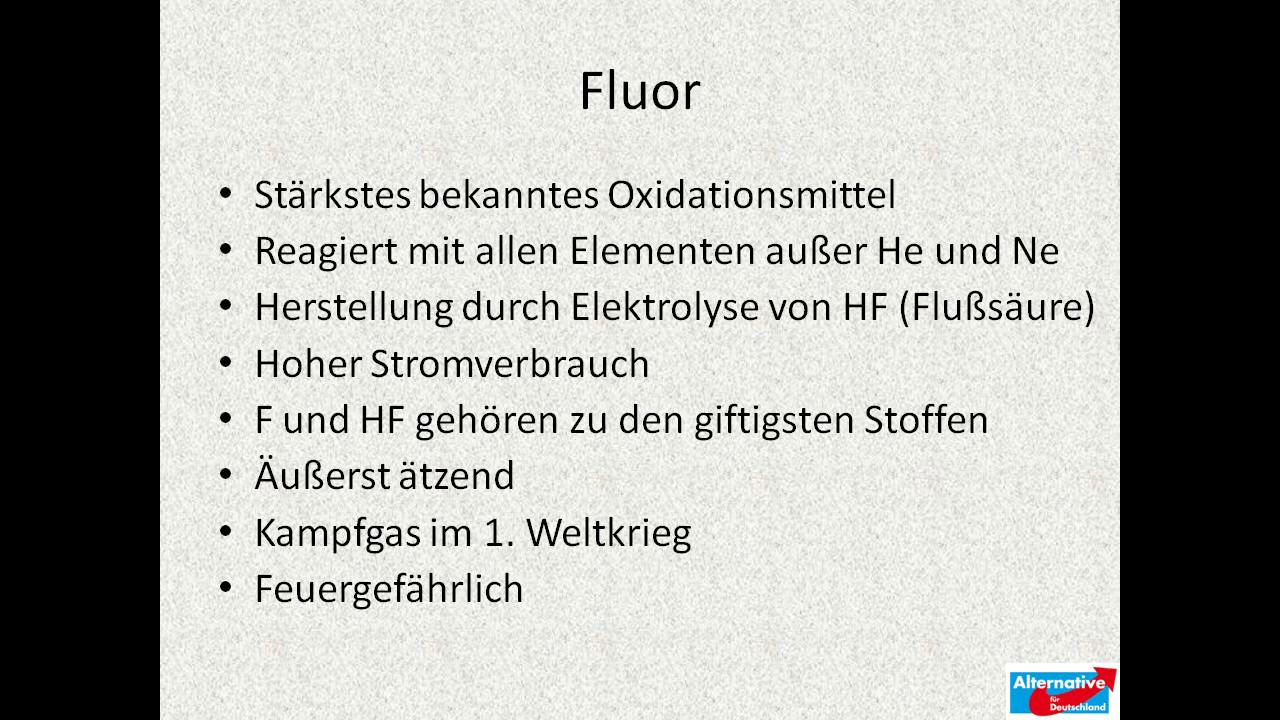 Fluor
• Stärkstes bekanntes Oxidationsmittel
• Reagiert mit allen Elementen außer He und Ne
• Herstellung durch Elektrolyse von HF (Flußsäure)
• Hoher Stromverbrauch
• F und HF gehören zu den giftigsten Stoffen
• Äußerst ätzend
• Kampfgas im 1. Weltkrieg
• Feuergefährlich
Alternative
für
Deutschland